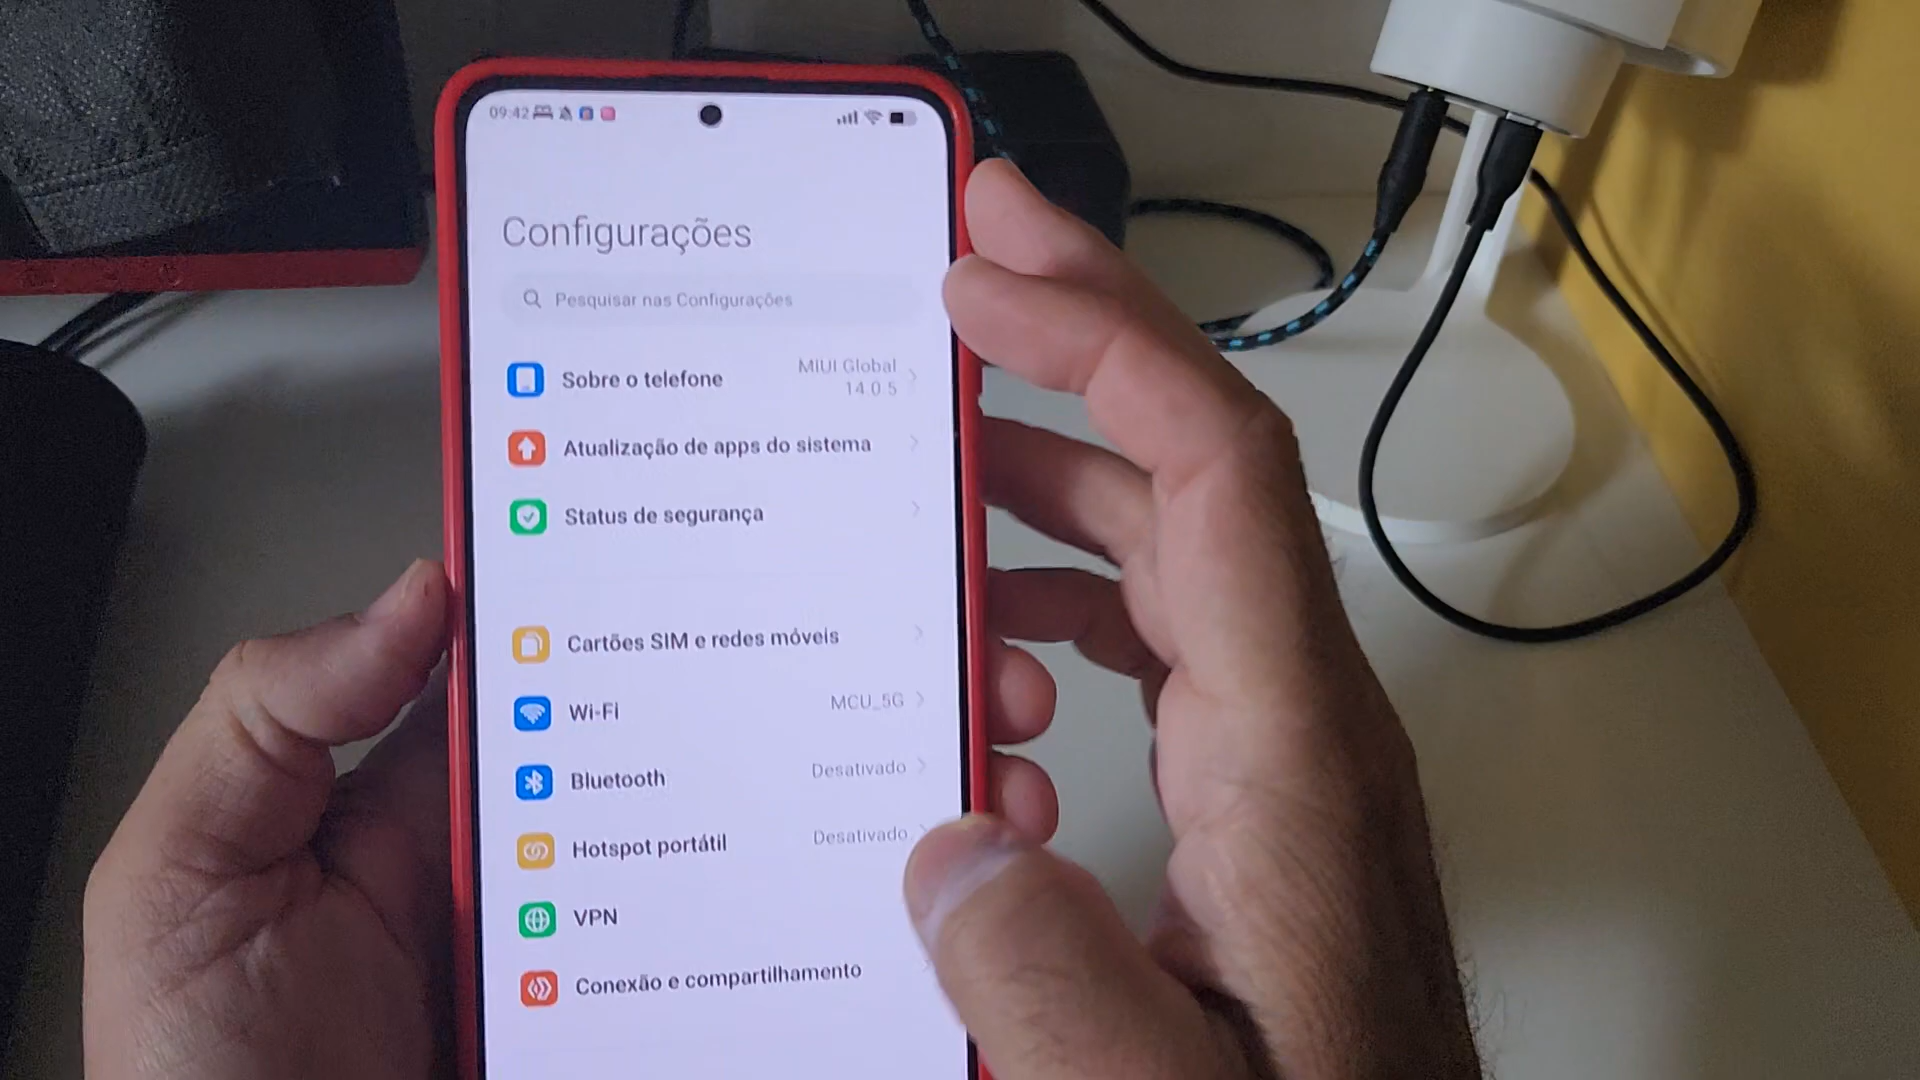 09:42
Configurações
Pesquisar nas Configurações
Sobre o telefone
MIUI Global
14.0.5
Atualização de apps do sistema
Status de segurança
Cartões SIM e redes móveis
Wi-Fi
MCU_5G
Bluetooth
Desativado
Hotspot portátil
Desativado
VPN
Conexão e compartilhamento